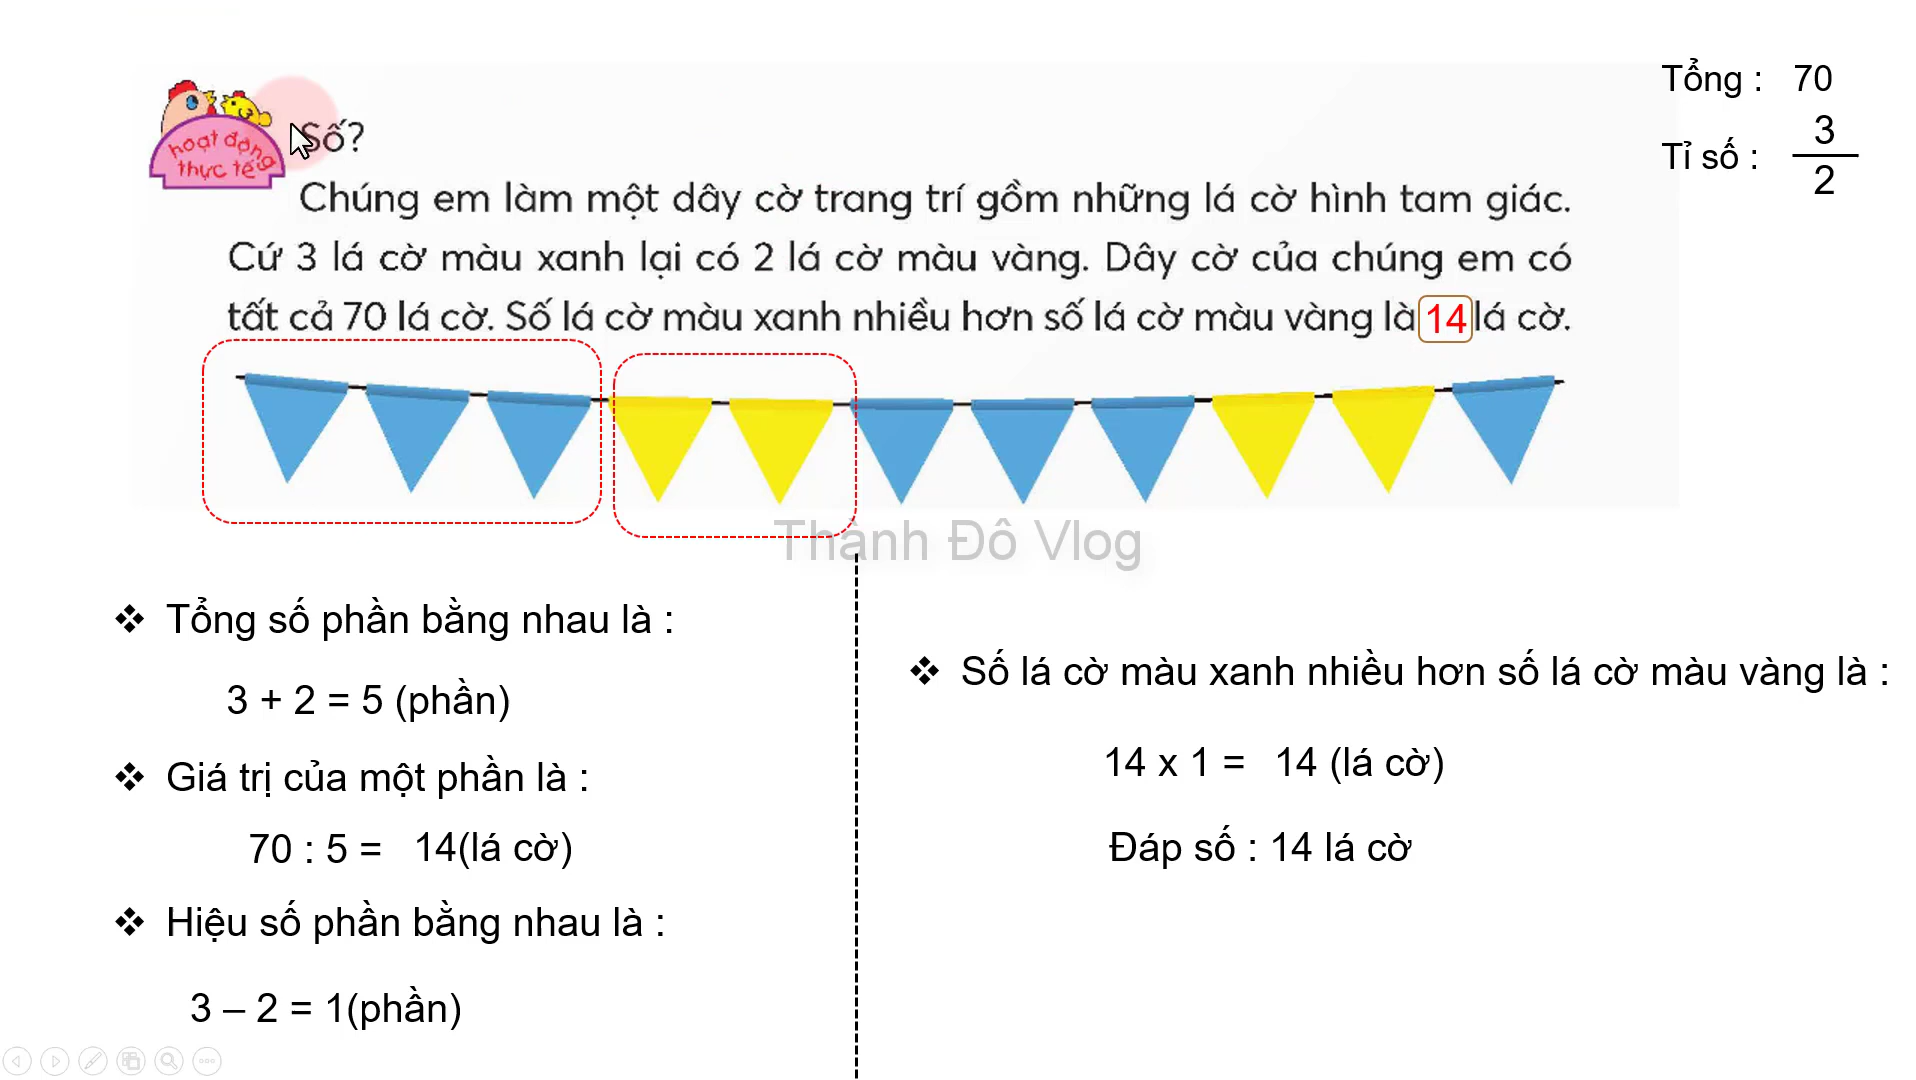 Tổng : 70
Tỉ số : 3
2
hoạt động
thực tế
Số?
Chúng em làm một dây cờ trang trí gồm những lá cờ hình tam giác.
Cứ 3 lá cờ màu xanh lại có 2 lá cờ màu vàng. Dây cờ của chúng em có
tất cả 70 lá cờ. Số lá cờ màu xanh nhiều hơn số lá cờ màu vàng là 14 lá cờ.
Thành Đô Vlog
❖ Tổng số phần bằng nhau là :
3 + 2 = 5 (phần)
❖ Giá trị của một phần là :
70 : 5 = 14(lá cờ)
❖ Hiệu số phần bằng nhau là :
3 – 2 = 1(phần)
❖ Số lá cờ màu xanh nhiều hơn số lá cờ màu vàng là :
14 x 1 = 14 (lá cờ)
Đáp số : 14 lá cờ